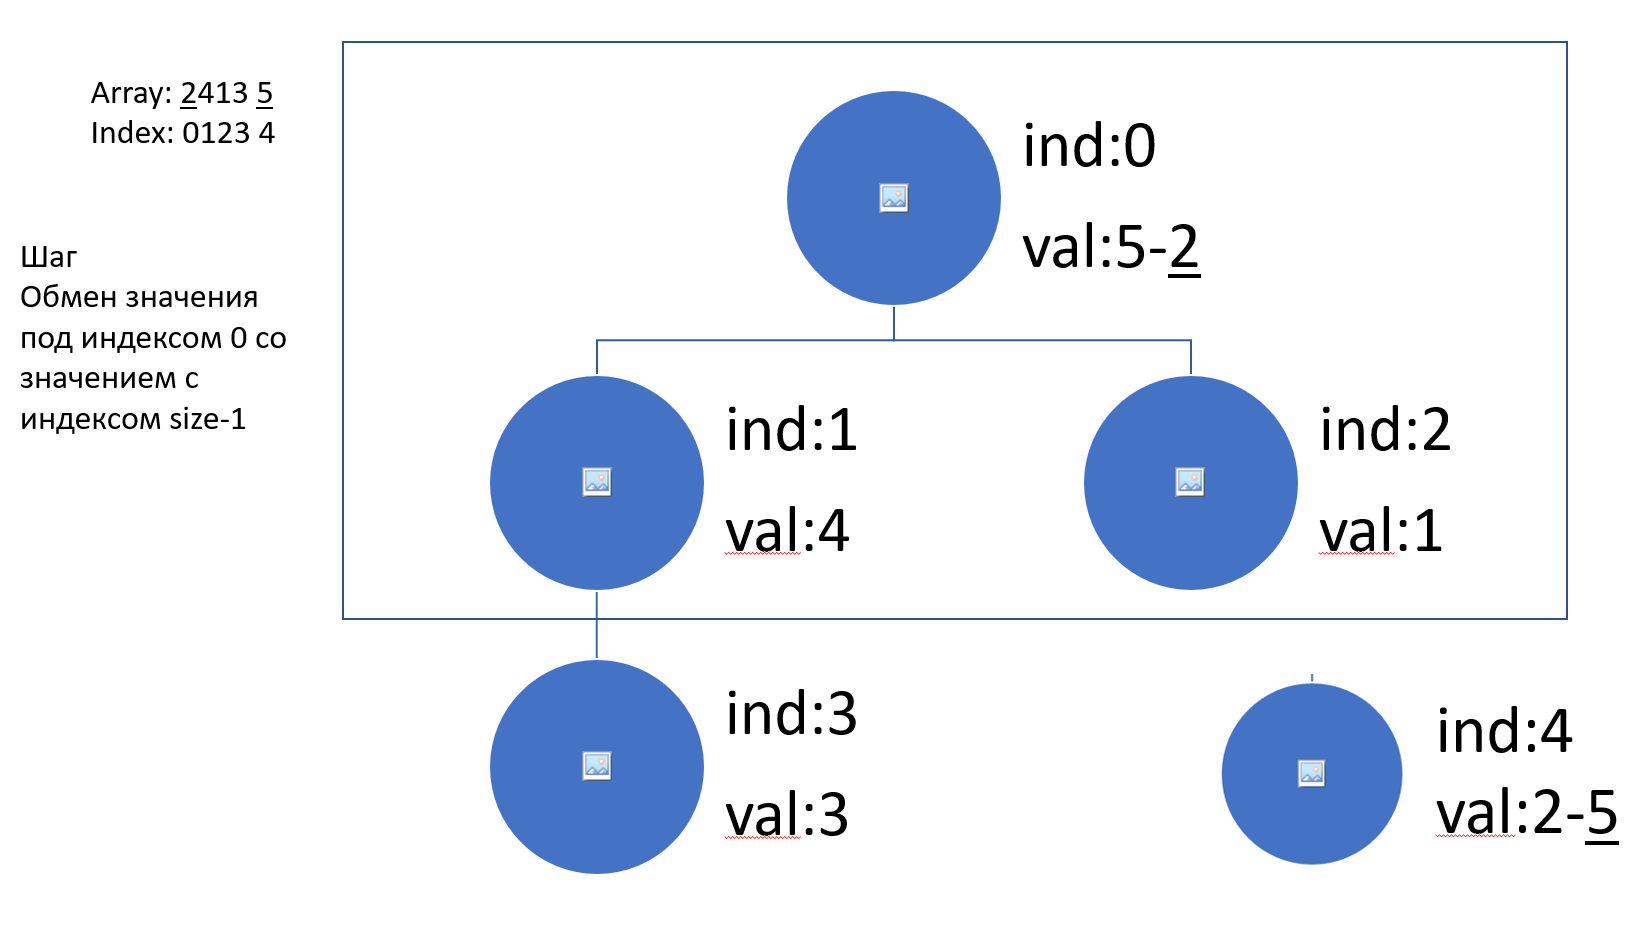 Array: 2413 5
Index: 0123 4
Шаг
Обмен значения
под индексом 0 со
значением с
индексом size-1
ind:0
val:5-2
ind:1
val:4
ind:2
val:1
ind:3
val:3
ind:4
val:2-5